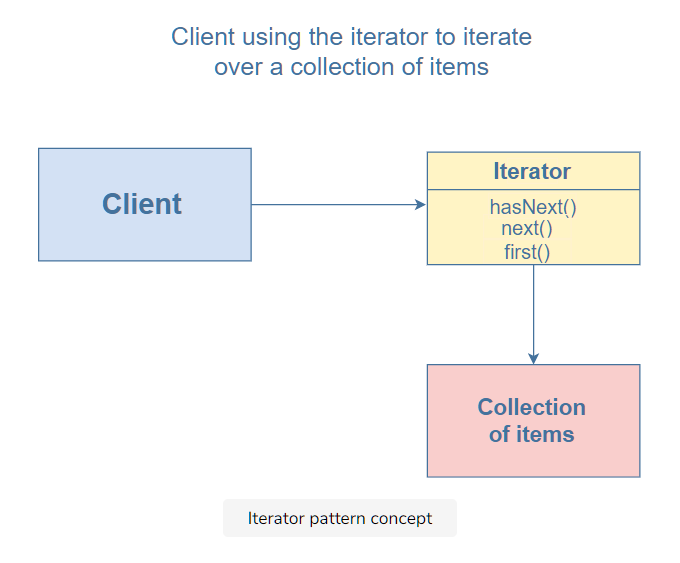 Client using the iterator to iterate
over a collection of items
Client
Iterator
hasNext()
next()
first()
Collection
of items
Iterator pattern concept